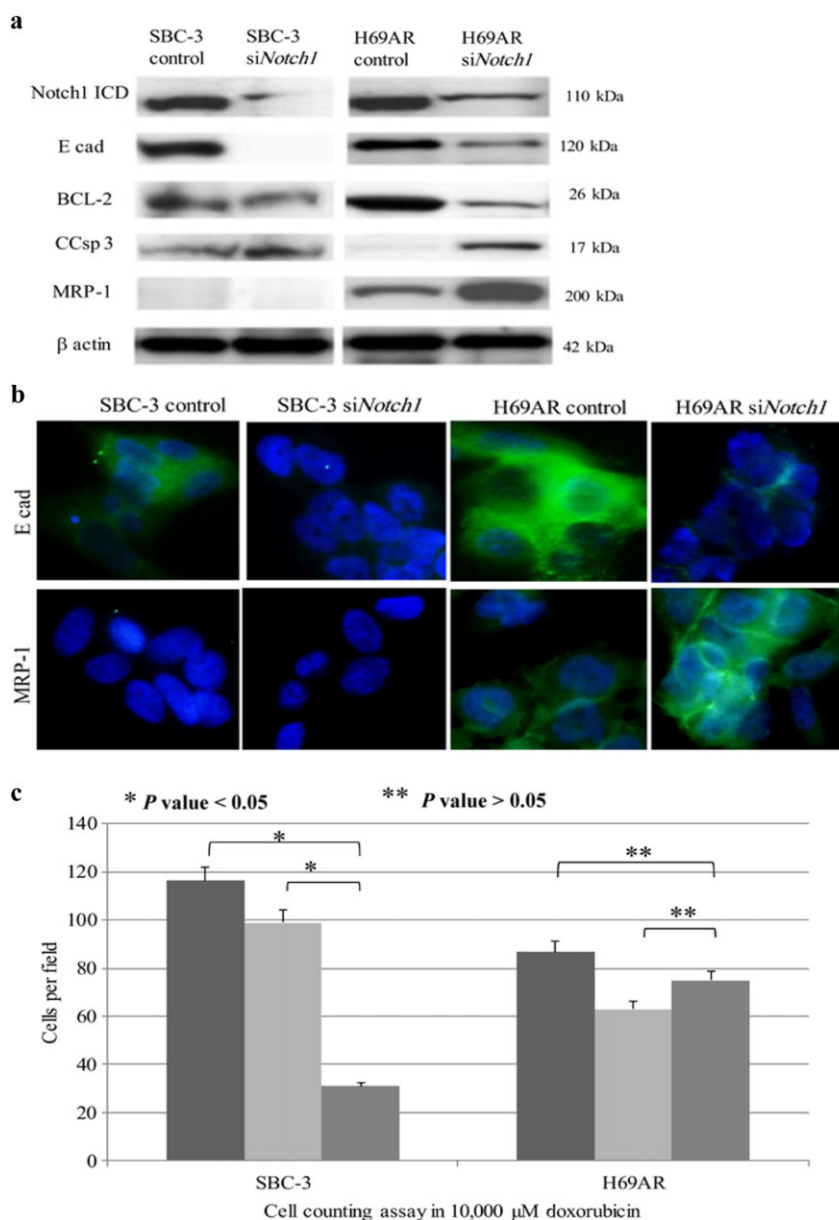 a
SBC-3 control
SBC-3 siNotch1
H69AR control
H69AR siNotch1
Notch1 ICD
110 kDa
E cad
120 kDa
BCL-2
26 kDa
CCsp 3
17 kDa
MRP-1
200 kDa
β actin
42 kDa
b
SBC-3 control
SBC-3 siNotch1
H69AR control
H69AR siNotch1
E cad
MRP-1
c
* P value < 0.05
** P value > 0.05
Cells per field
140
120
100
80
60
40
20
0
*
*
**
**
SBC-3
H69AR
Cell counting assay in 10,000 μM doxorubicin